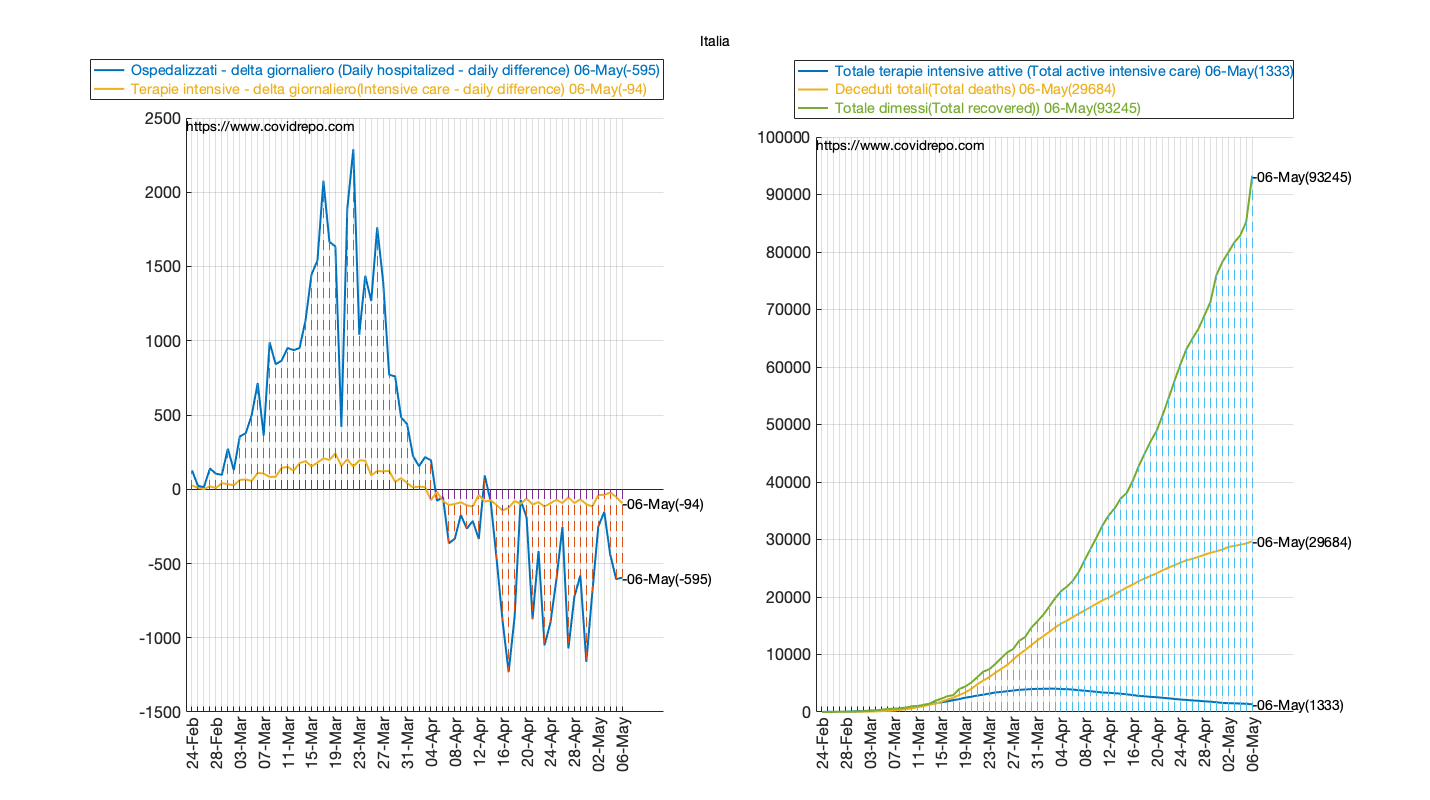 Italia
Ospedalizzati - delta giornaliero (Daily hospitalized - daily difference) 06-May(-595)
Terapie intensive - delta giornaliero(Intensive care - daily difference) 06-May(-94)
https://www.covidrepo.com
2500
2000
1500
1000
500
0
-500
-1000
-1500
06-May(-94)
06-May(-595)
24-Feb
28-Feb
03-Mar
07-Mar
11-Mar
15-Mar
19-Mar
23-Mar
27-Mar
31-Mar
04-Apr
08-Apr
12-Apr
16-Apr
20-Apr
24-Apr
28-Apr
02-May
06-May
Totale terapie intensive attive (Total active intensive care) 06-May(1333)
Deceduti totali(Total deaths) 06-May(29684)
Totale dimessi(Total recovered)) 06-May(93245)
https://www.covidrepo.com
100000
90000
80000
70000
60000
50000
40000
30000
20000
10000
0
06-May(93245)
06-May(29684)
06-May(1333)
24-Feb
28-Feb
03-Mar
07-Mar
11-Mar
15-Mar
19-Mar
23-Mar
27-Mar
31-Mar
04-Apr
08-Apr
12-Apr
16-Apr
20-Apr
24-Apr
28-Apr
02-May
06-May